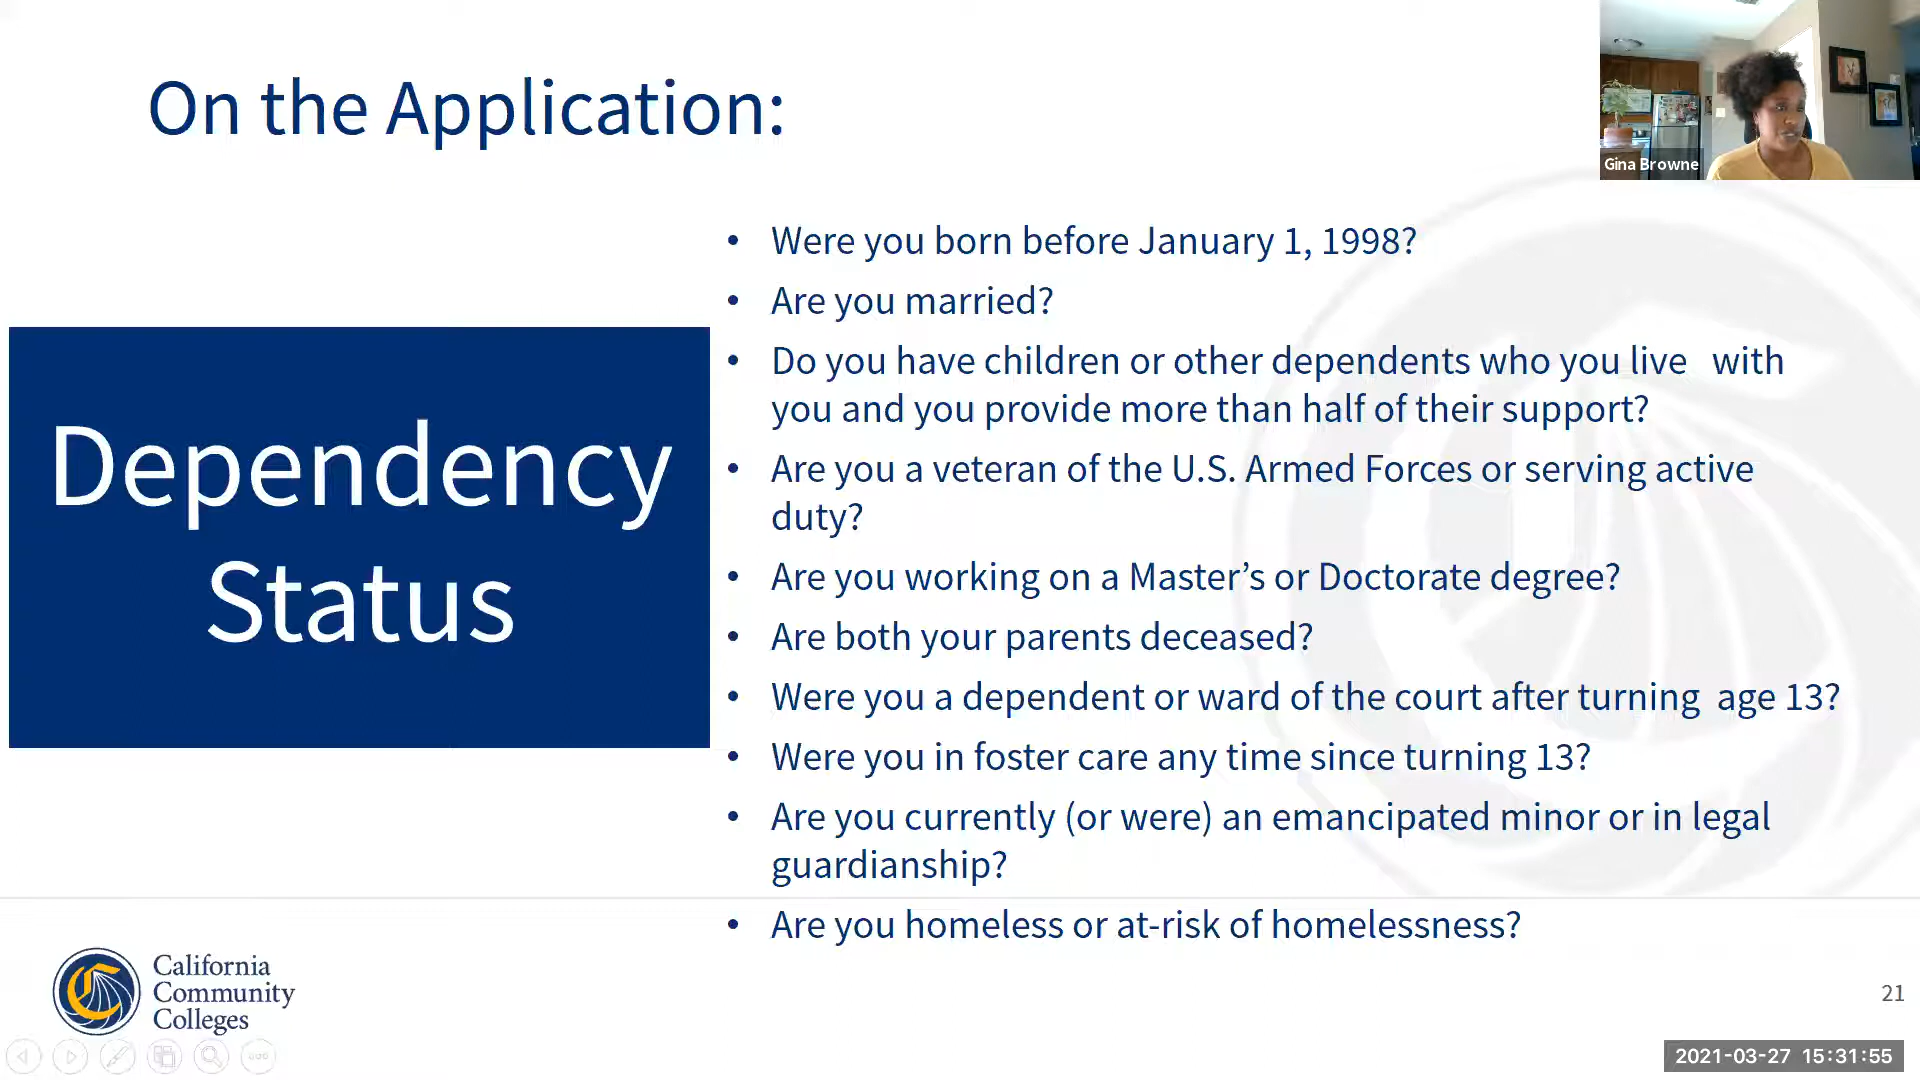 On the Application:
Gina Browne
Dependency
Status
• Were you born before January 1, 1998?
• Are you married?
• Do you have children or other dependents who you live with
you and you provide more than half of their support?
• Are you a veteran of the U.S. Armed Forces or serving active
duty?
• Are you working on a Master’s or Doctorate degree?
• Are both your parents deceased?
• Were you a dependent or ward of the court after turning age 13?
• Were you in foster care any time since turning 13?
• Are you currently (or were) an emancipated minor or in legal
guardianship?
• Are you homeless or at-risk of homelessness?
California
Community
Colleges
21
2021-03-27 15:31:55